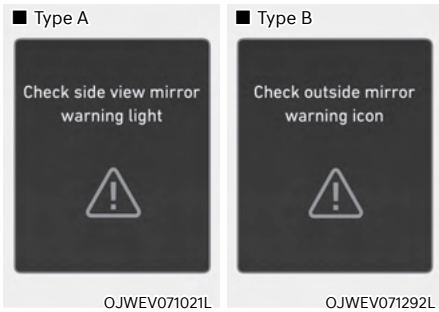 ■ Type A
Check side view mirror
warning light
OJWEV071021L
■ Type B
Check outside mirror
warning icon
OJWEV071292L